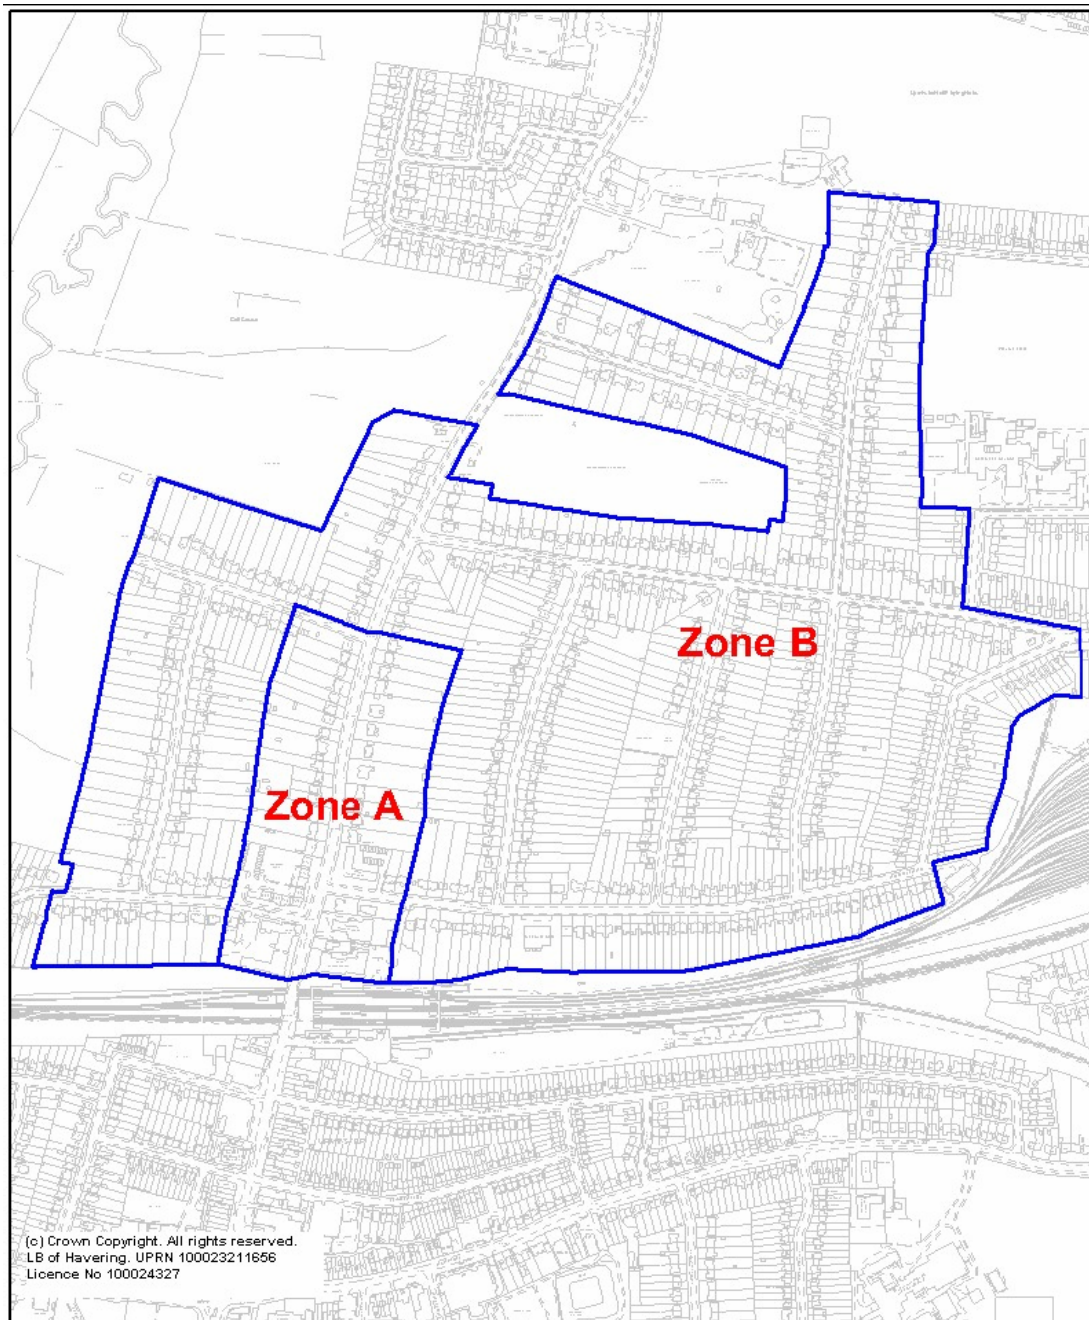 Zone B
Zone A
(c) Crown Copyright. All rights reserved.
LB of Havering. UPRN 100023211656
Licence No 100024327